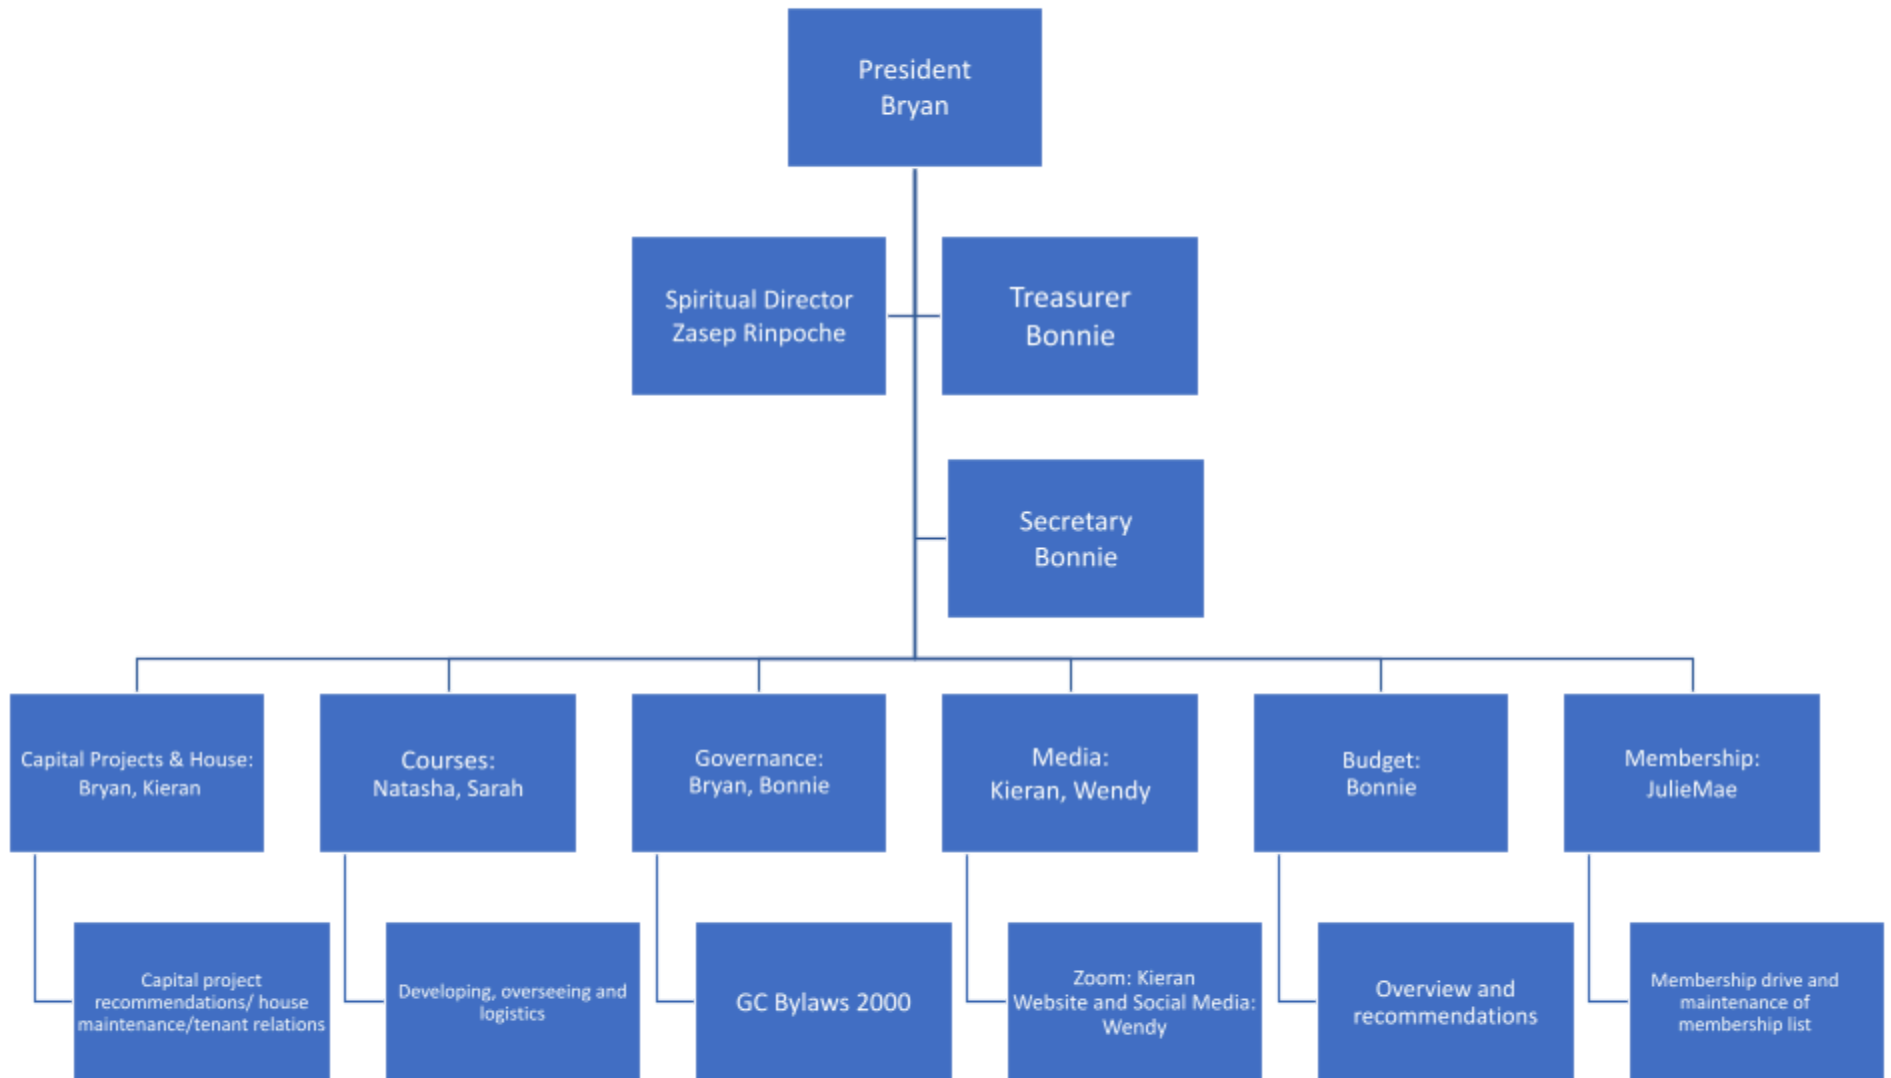 President
Bryan
Spiritual Director
Zasep Rinpoche
Treasurer
Bonnie
Secretary
Bonnie
Capital Projects & House:
Bryan, Kieran
Courses:
Natasha, Sarah
Governance:
Bryan, Bonnie
Media:
Kieran, Wendy
Budget:
Bonnie
Membership:
JulieMae
Capital project
recommendations/ house
maintenance/tenant relations
Developing, overseeing and
logistics
GC Bylaws 2000
Zoom: Kieran
Website and Social Media:
Wendy
Overview and
recommendations
Membership drive and
maintenance of
membership list